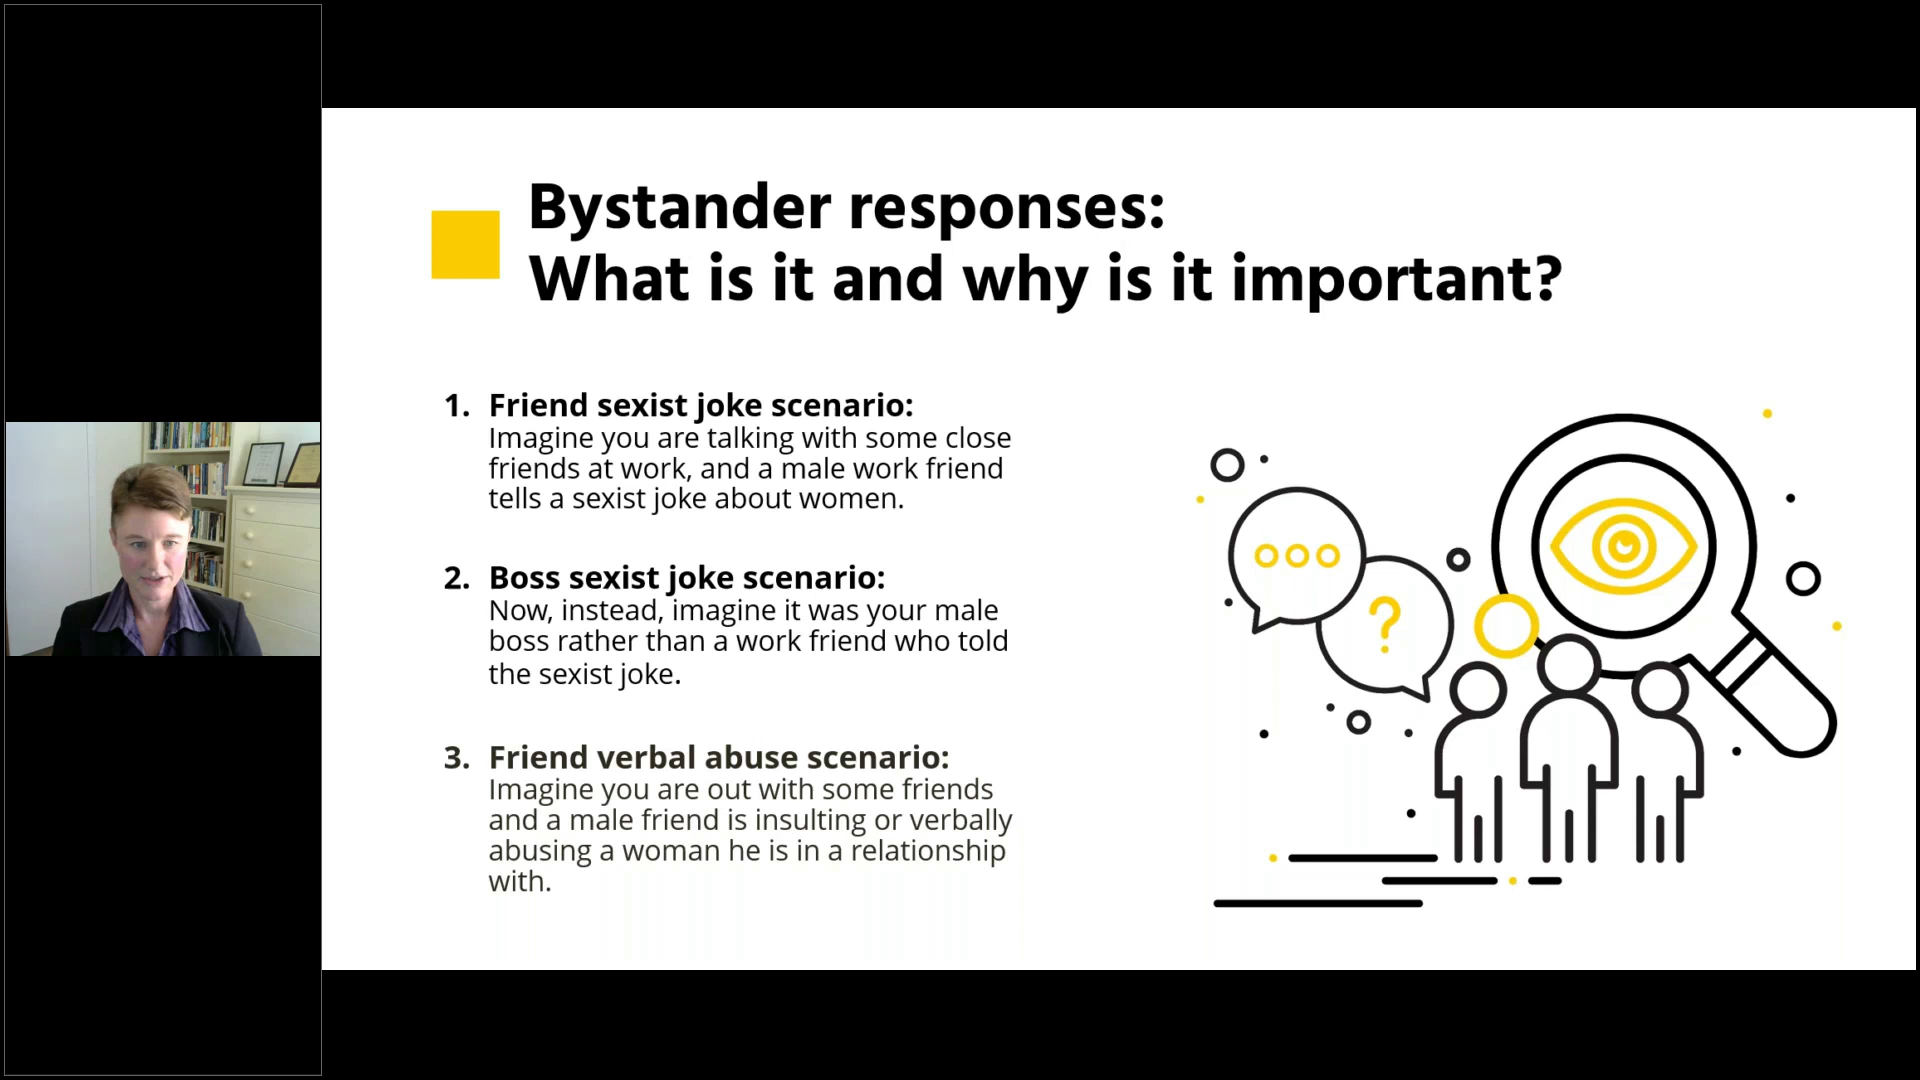 Bystander responses:
What is it and why is it important?
1. Friend sexist joke scenario:
Imagine you are talking with some close
friends at work, and a male work friend
tells a sexist joke about women.
2. Boss sexist joke scenario:
Now, instead, imagine it was your male
boss rather than a work friend who told
the sexist joke.
3. Friend verbal abuse scenario:
Imagine you are out with some friends
and a male friend is insulting or verbally
abusing a woman he is in a relationship
with.
?